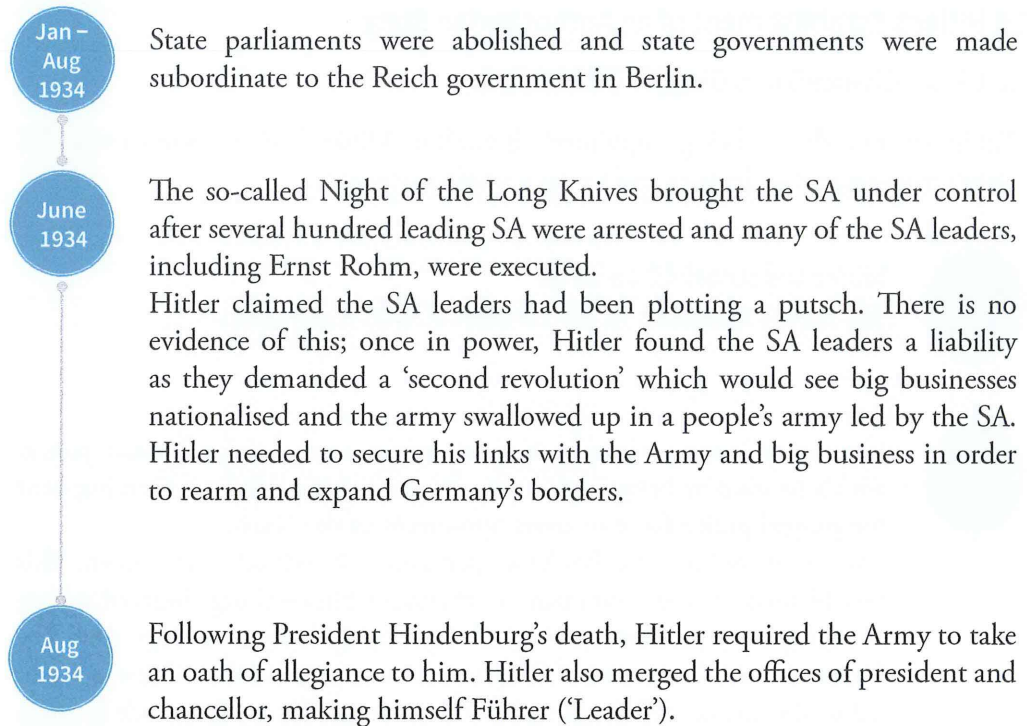 Jan –
Aug
1934
State parliaments were abolished and state governments were made
subordinate to the Reich government in Berlin.
June
1934
The so-called Night of the Long Knives brought the SA under control
after several hundred leading SA were arrested and many of the SA leaders,
including Ernst Rohm, were executed.
Hitler claimed the SA leaders had been plotting a putsch. There is no
evidence of this; once in power, Hitler found the SA leaders a liability
as they demanded a ‘second revolution’ which would see big businesses
nationalised and the army swallowed up in a people’s army led by the SA.
Hitler needed to secure his links with the Army and big business in order
to rearm and expand Germany’s borders.
Aug
1934
Following President Hindenburg’s death, Hitler required the Army to take
an oath of allegiance to him. Hitler also merged the offices of president and
chancellor, making himself Führer (‘Leader’).